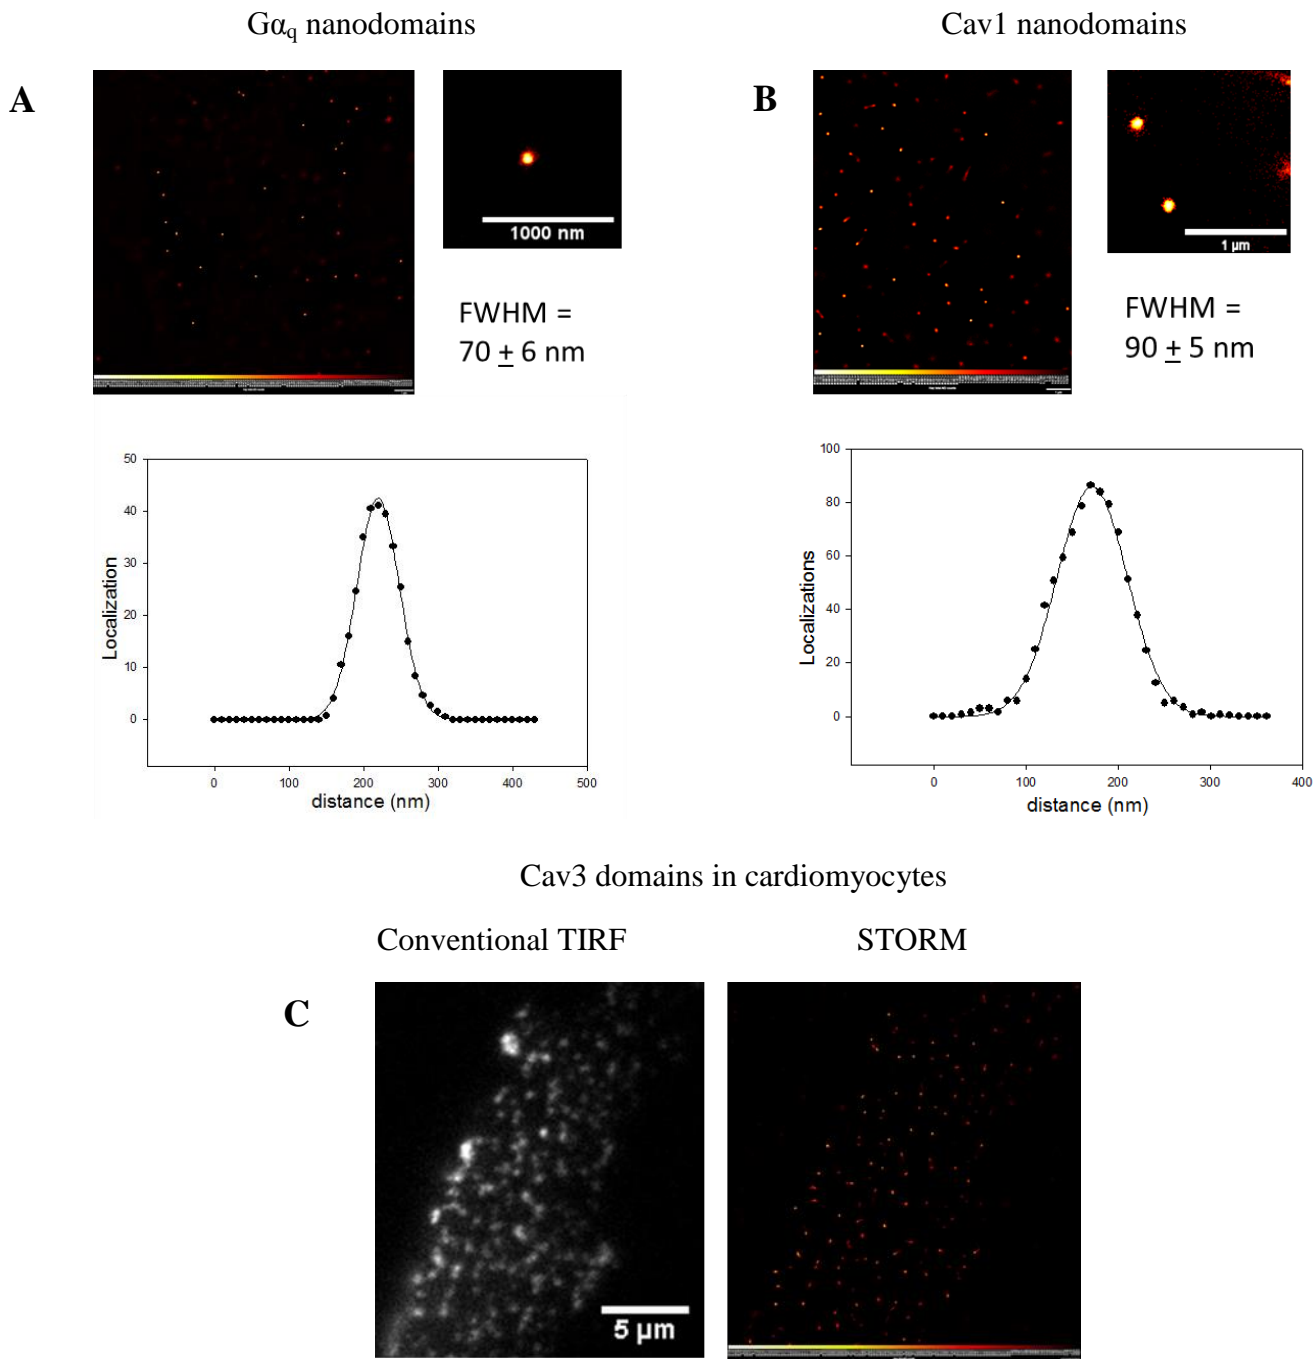 Gαq nanodomains
Cav1 nanodomains
A
B
1000 nm
1 µm
FWHM =
70 ± 6 nm
FWHM =
90 ± 5 nm
50
40
30
20
10
0
Localization
0 100 200 300 400 500
distance (nm)
100
80
60
40
20
0
Localizations
0 100 200 300 400
distance (nm)
Cav3 domains in cardiomyocytes
Conventional TIRF
STORM
C
5 µm